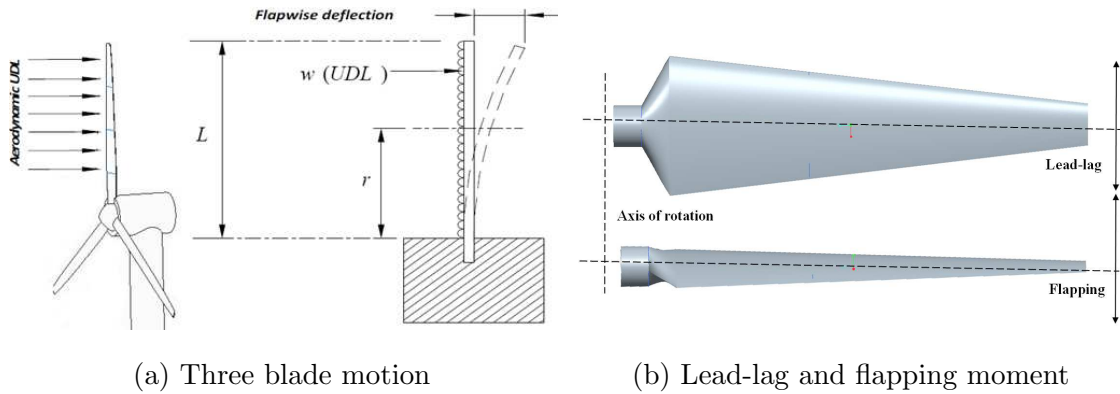 Flapwise deflection
Aerodynamic UDL
w (UDL )
L
r
Lead-lag
Axis of rotation
Flapping
(a) Three blade motion
(b) Lead-lag and flapping moment